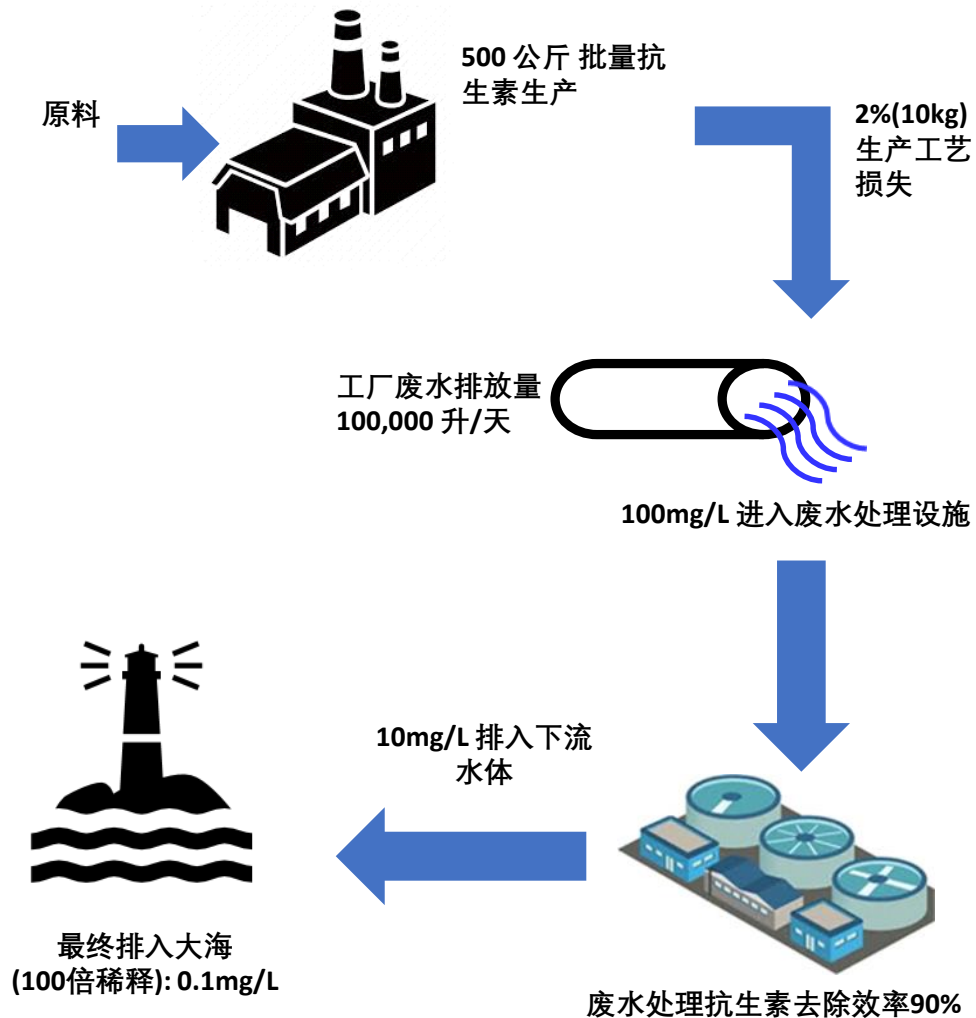 原料
500 公斤 批量抗
生素生产
2%(10kg)
生产工艺
损失
工厂废水排放量
100,000 升/天
100mg/L 进入废水处理设施
10mg/L 排入下流
水体
最终排入大海
(100倍稀释): 0.1mg/L
废水处理抗生素去除效率90%